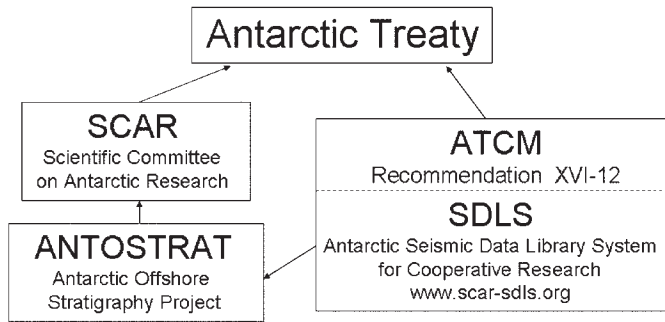 Antarctic Treaty
SCAR
Scientific Committee
on Antarctic Research
ATCM
Recommendation XVI-12
SDLS
Antarctic Seismic Data Library System
for Cooperative Research
www.scar-sdls.org
ANTOSTRAT
Antarctic Offshore
Stratigraphy Project